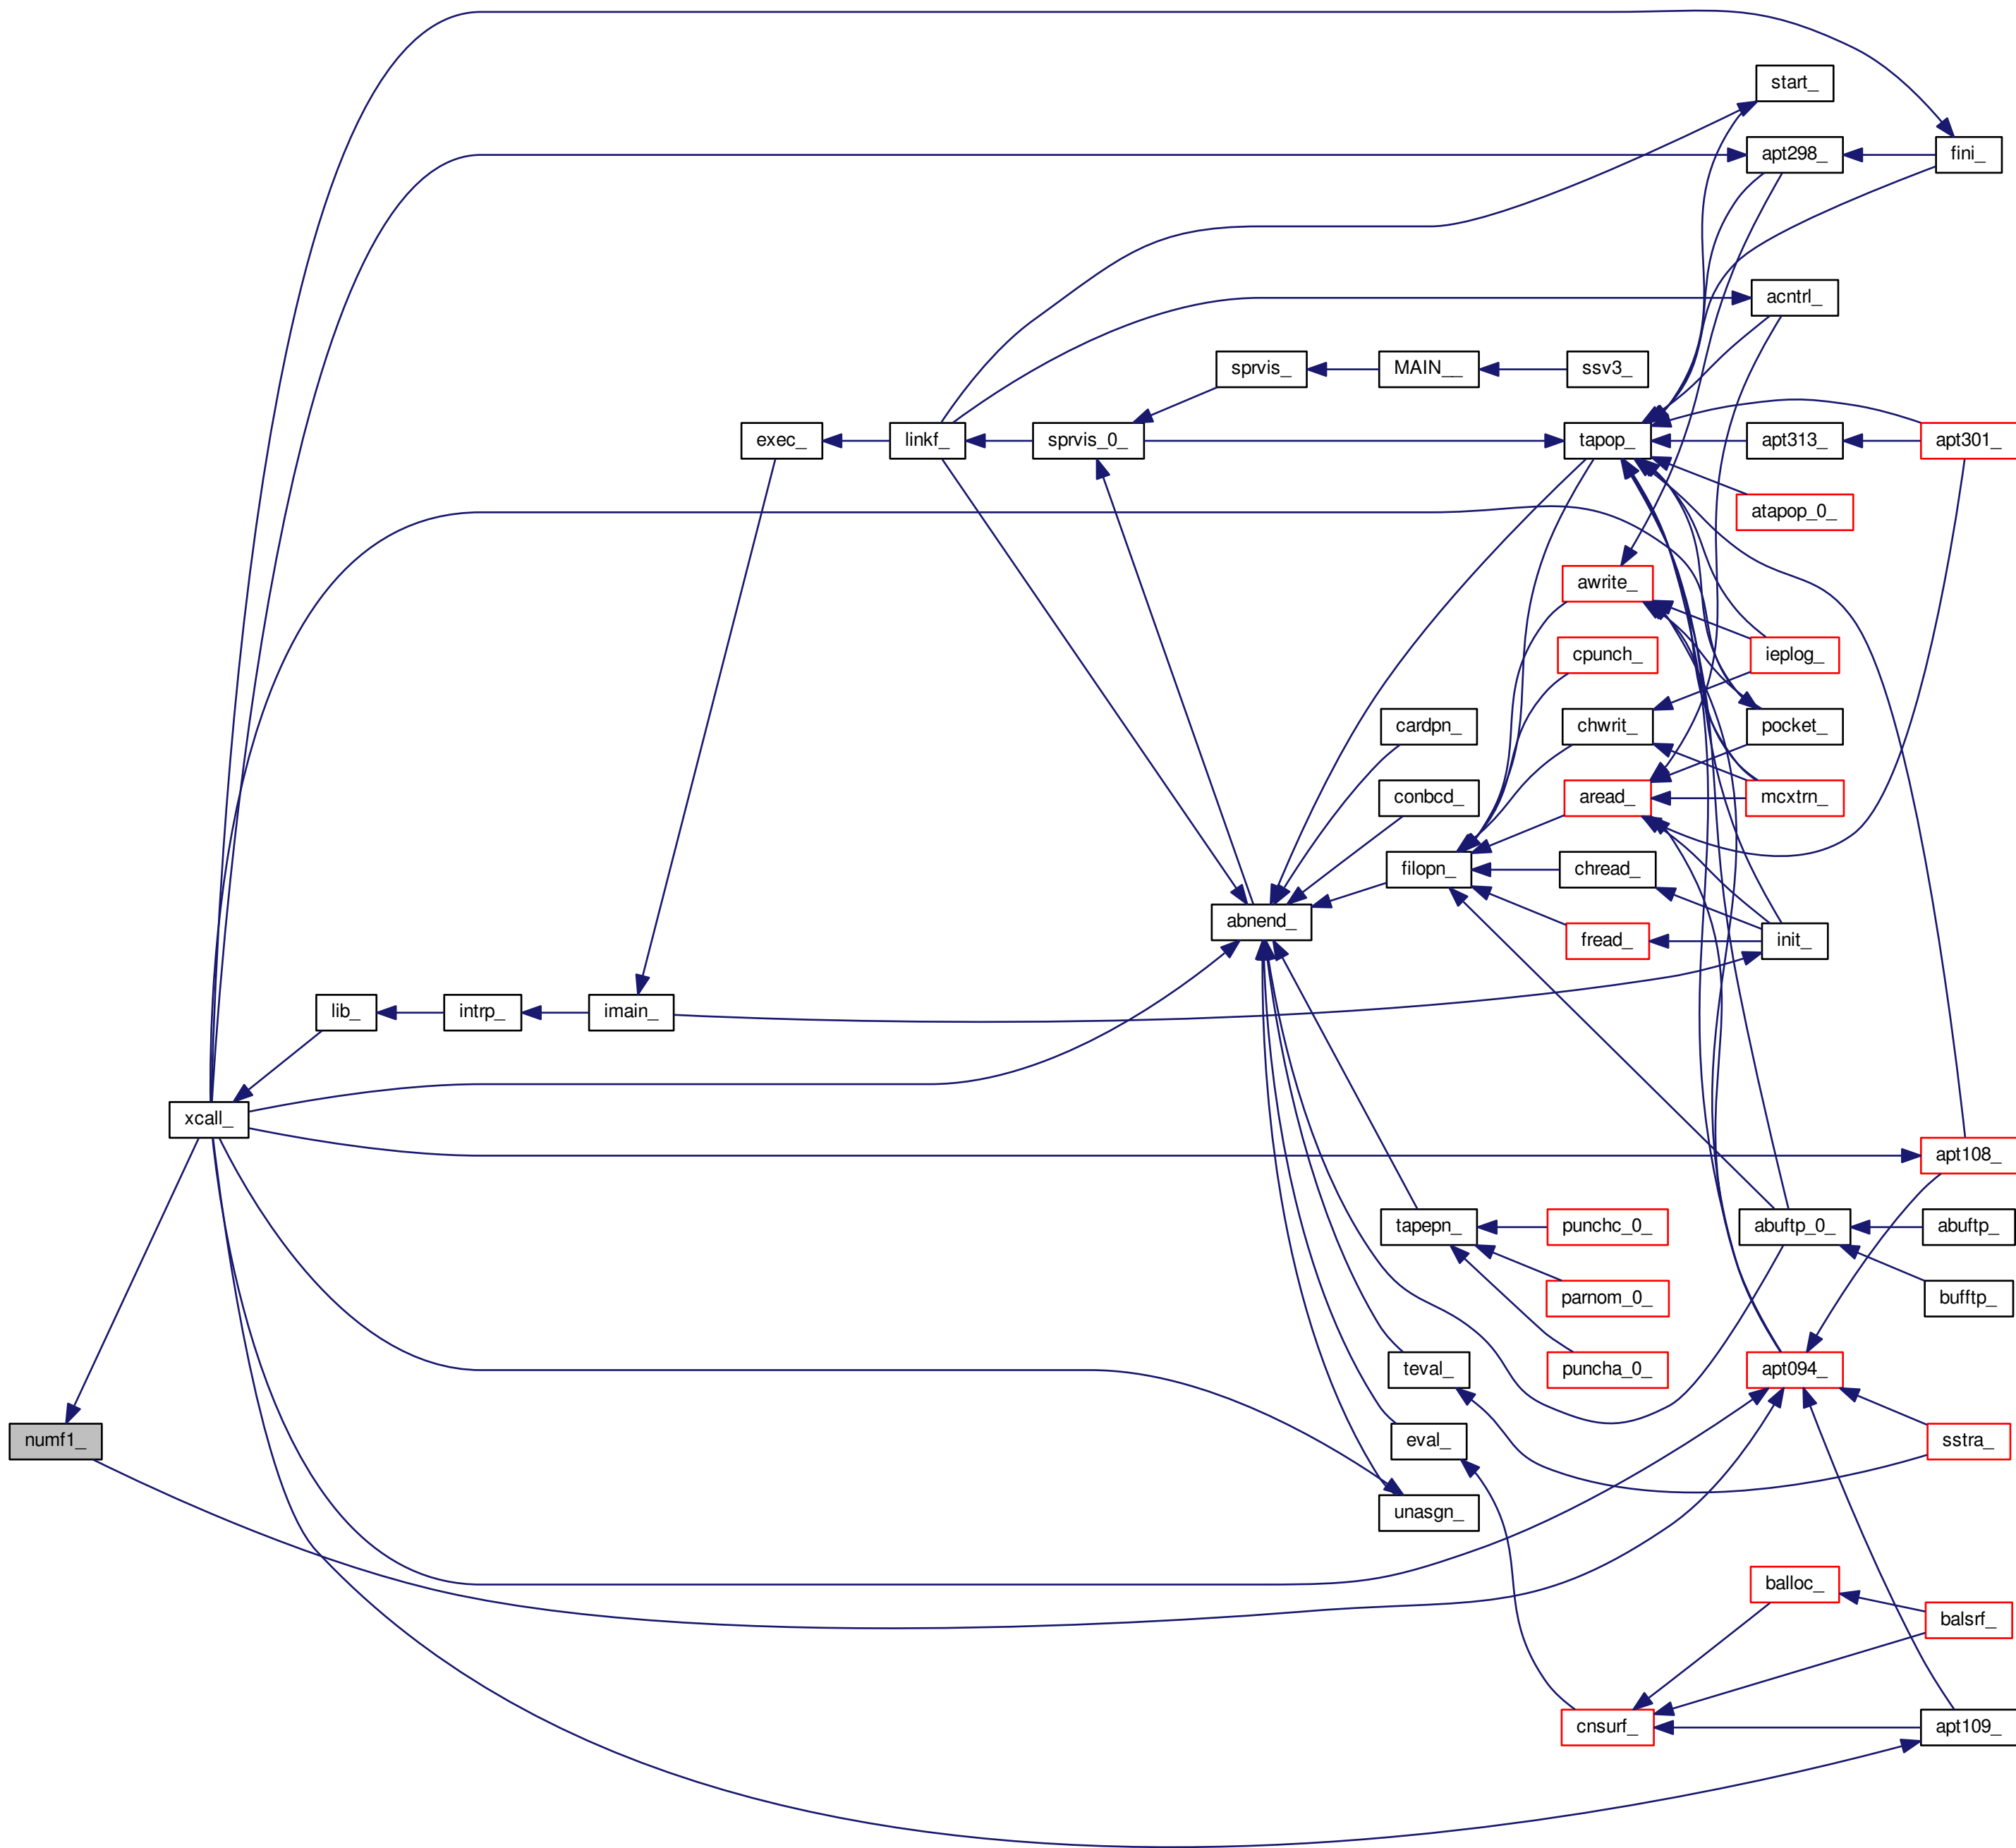 start_
apt298_
fini_
acntrl_
sprvis_
MAIN__
ssv3_
exec_
linkf_
sprvis_0_
tapop_
apt313_
apt301_
atapop_0_
awrite_
cpunch_
ieplog_
cardpn_
chwrit_
pocket_
conbcd_
aread_
mcxtrn_
filopn_
chread_
abnend_
fread_
init_
lib_
intrp_
imain_
xcall_
apt108_
tapepn_
punchc_0_
abuftp_0_
abuftp_
parnom_0_
bufftp_
teval_
puncha_0_
apt094_
numf1_
eval_
sstra_
unasgn_
balloc_
balsrf_
cnsurf_
apt109_